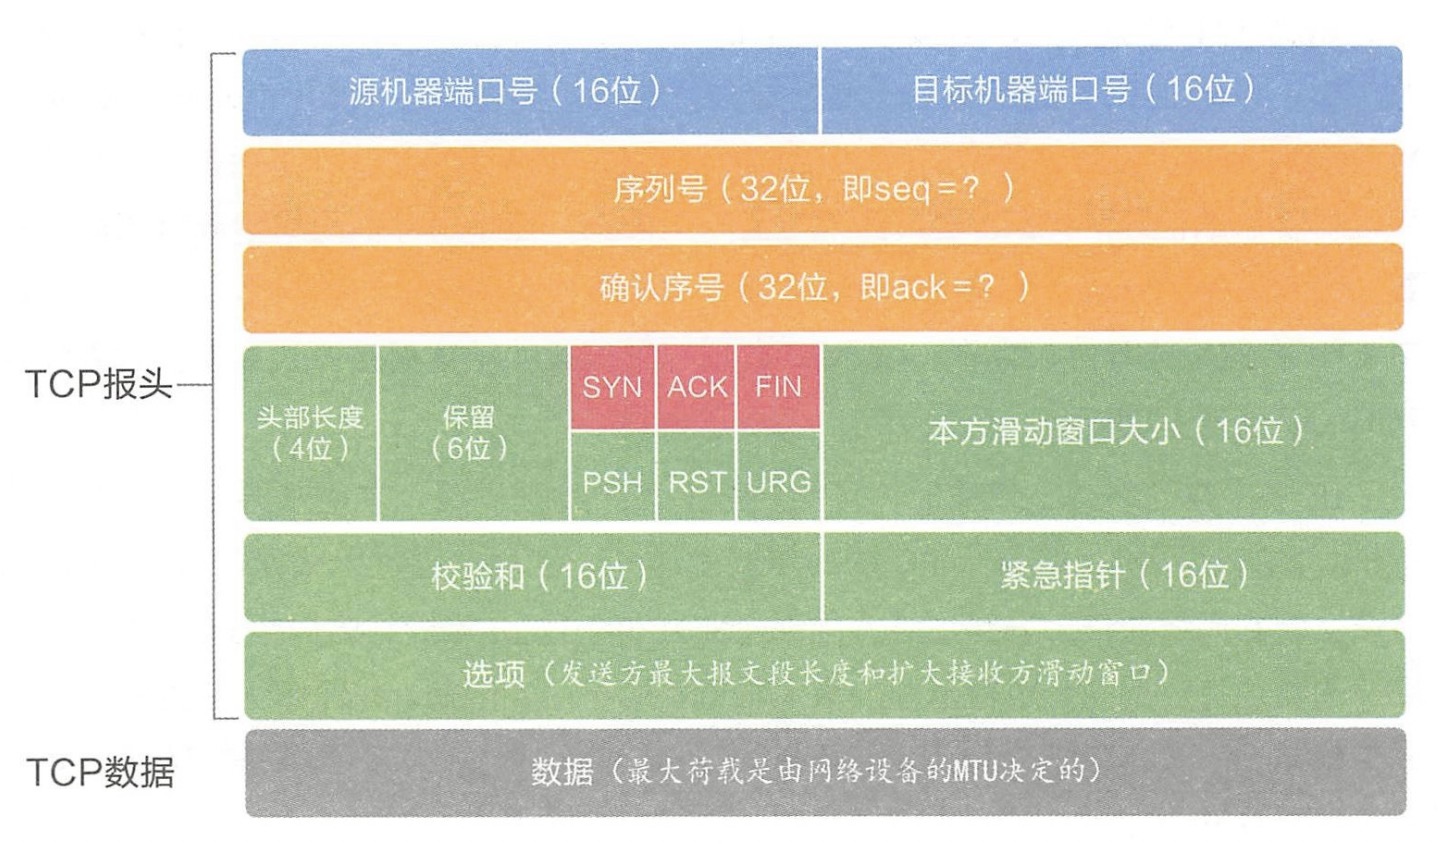 源机器端口号（16位）
目标机器端口号（16位）
序列号（32位，即seq=？）
确认序号（32位，即ack=？）
TCP报头
头部长度
（4位）
保留
（6位）
SYN
ACK
FIN
PSH
RST
URG
本方滑动窗口大小（16位）
校验和（16位）
紧急指针（16位）
选项（发送方最大报文段长度和扩大接收方滑动窗口）
TCP数据
数据（最大荷载是由网络设备的MTU决定的）